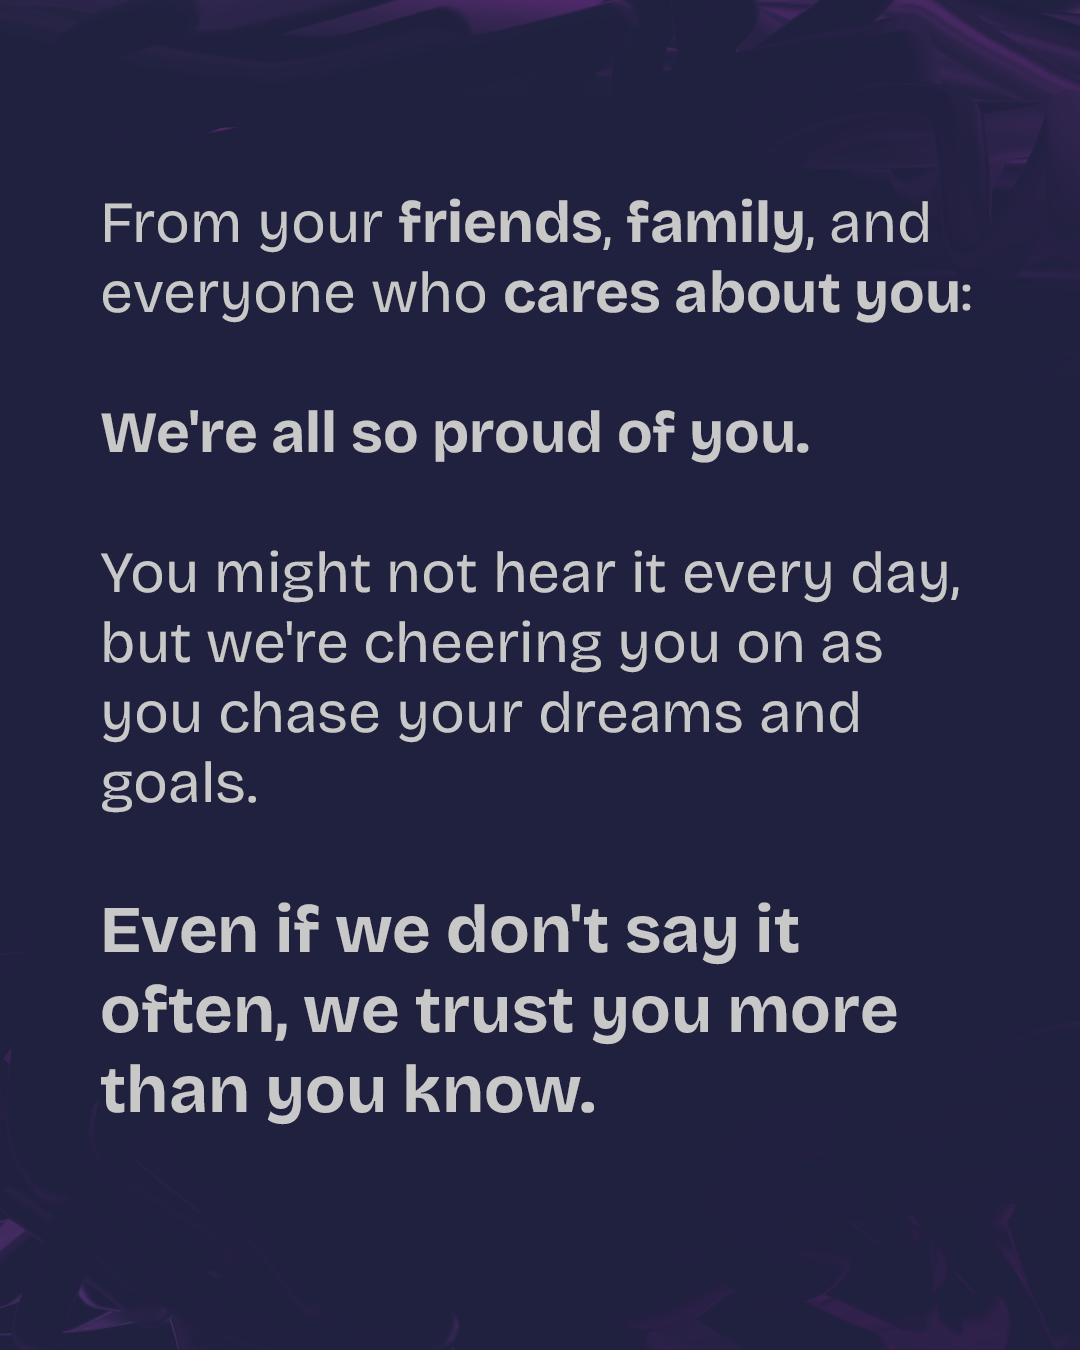 From your friends, family, and
everyone who cares about you:
We're all so proud of you.
You might not hear it every day,
but we're cheering you on as
you chase your dreams and
goals.
Even if we don't say it
often, we trust you more
than you know.